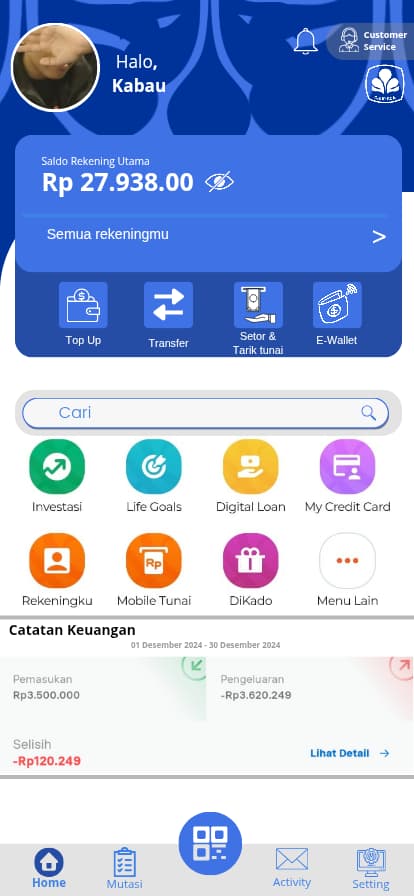 Halo,
Kabau
Customer
Service
Saldo Rekening Utama
Rp 27.938.00
Semua rekeningmu
>
Top Up
Transfer
Setor &
Tarik tunai
E-Wallet
Cari
Investasi
Life Goals
Digital Loan
My Credit Card
Rp
Rekeningku
Mobile Tunai
DiKado
Menu Lain
Catatan Keuangan
01 Desember 2024 - 30 Desember 2024
Pemasukan
Rp3.500.000
Pengeluaran
-Rp3.620.249
Selisih
-Rp120.249
Lihat Detail
Home
Mutasi
Activity
Setting